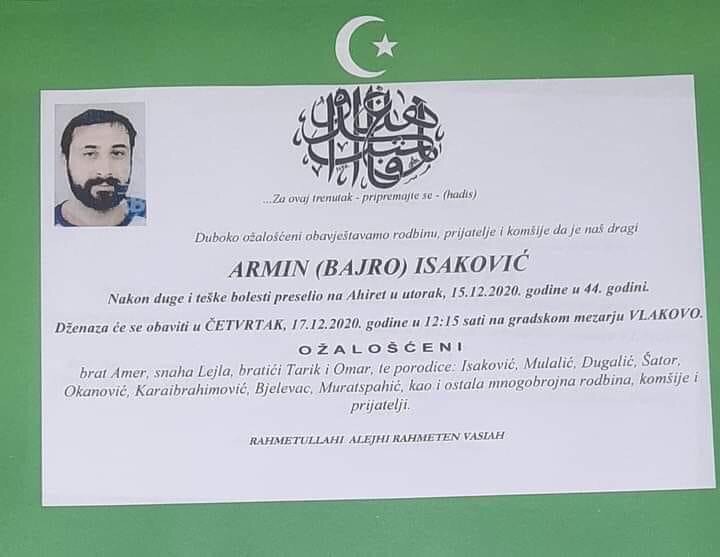 ...Za ovaj trenutak - pripremajte se - (hadis)
Duboko ožalošćeni obavještavamo rodbinu, prijatelje i komšije da je naš dragi
ARMIN (BAJRO) ISAKOVIĆ
Nakon duge i teške bolesti preselio na Ahiret u utorak, 15.12.2020. godine u 44. godini.
Dženaza će se obaviti u ČETVRTAK, 17.12.2020. godine u 12:15 sati na gradskom mezarju VLAKOVO.
OŽALOŠĆENI
brat Amer, snaha Lejla, bratići Tarik i Omar, te porodice: Isaković, Mulalić, Dugalić, Šator,
Okanović, Karaibrahimović, Bjelevac, Muratspahić, kao i ostala mnogobrojna rodbina, komšije i
prijatelji.
RAHMETULLAHI ALEJHI RAHMETEN VASIAH